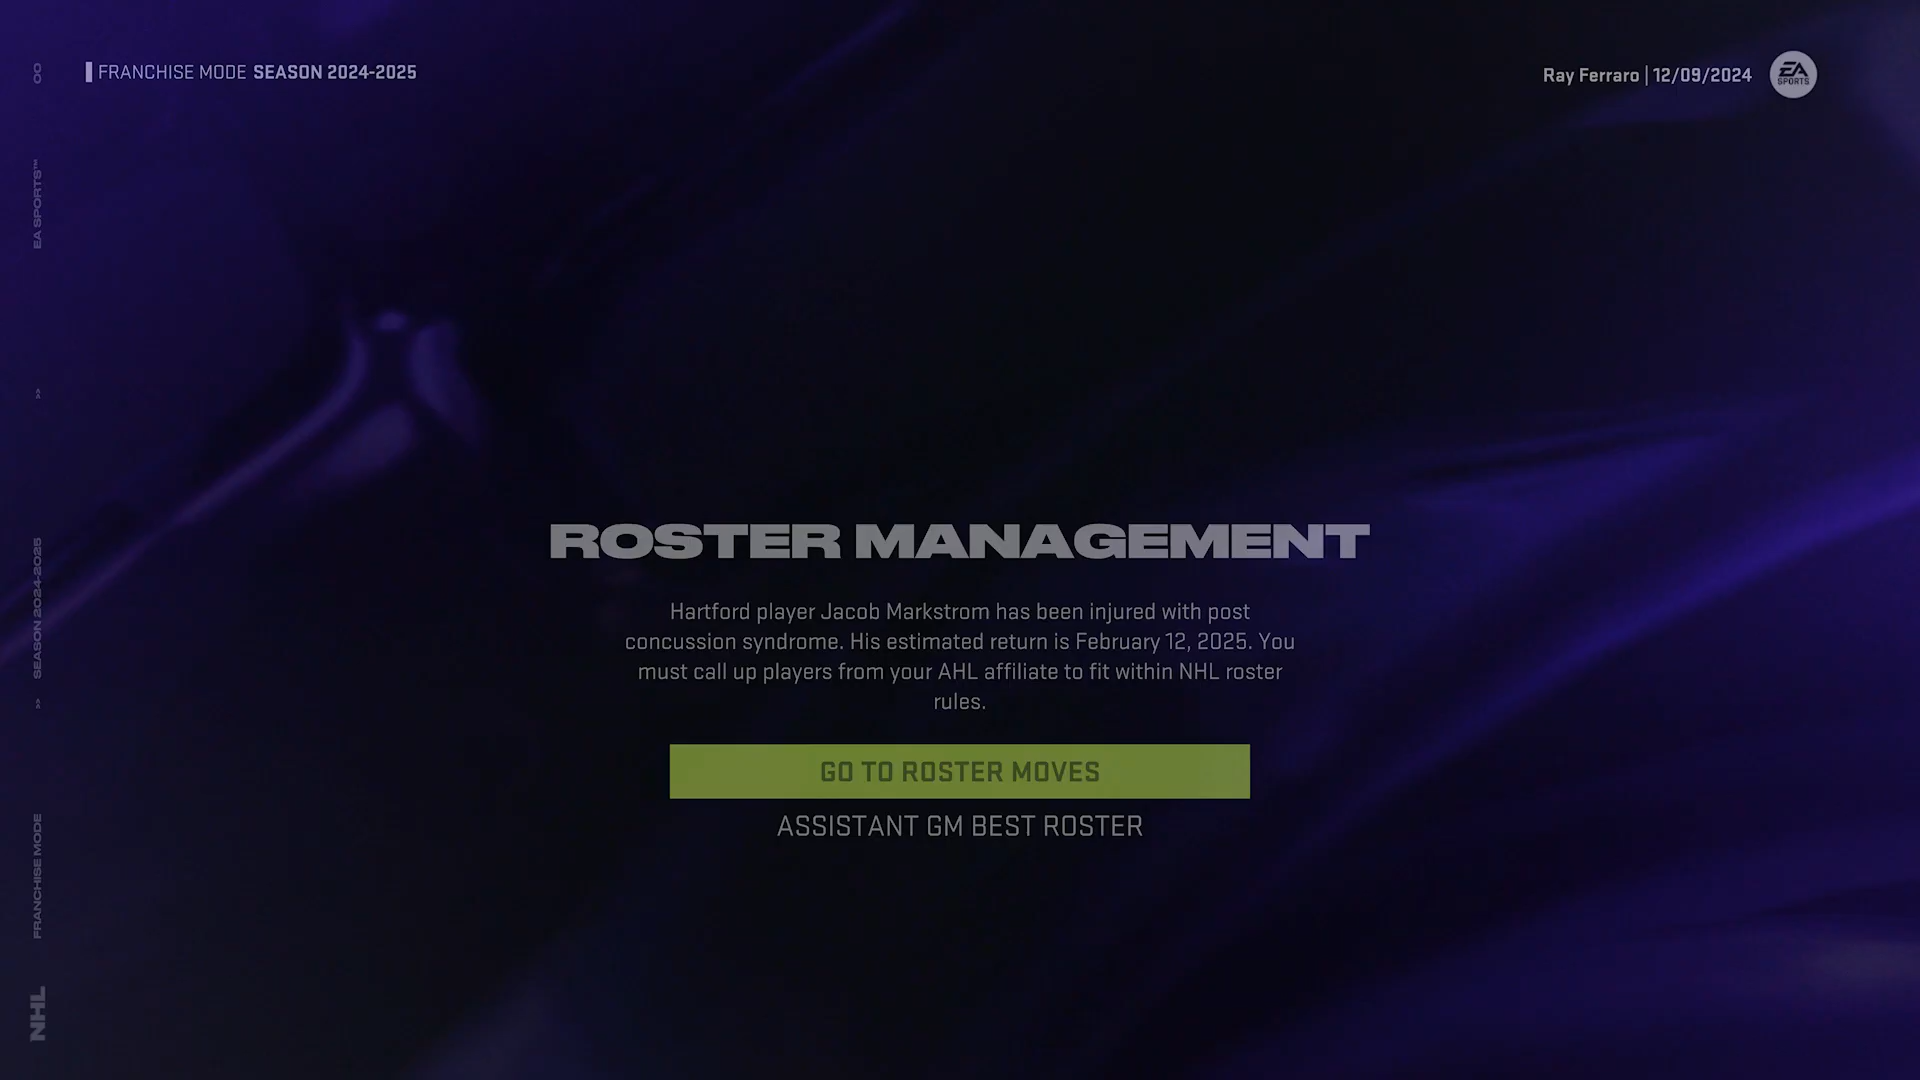 FRANCHISE MODE SEASON 2024-2025
Ray Ferraro | 12/09/2024
EA SPORTS
EA SPORTS™
>>
SEASON 2024-2025
>>
FRANCHISE MODE
NHL
ROSTER MANAGEMENT
Hartford player Jacob Markstrom has been injured with post
concussion syndrome. His estimated return is February 12, 2025. You
must call up players from your AHL affiliate to fit within NHL roster
rules.
GO TO ROSTER MOVES
ASSISTANT GM BEST ROSTER